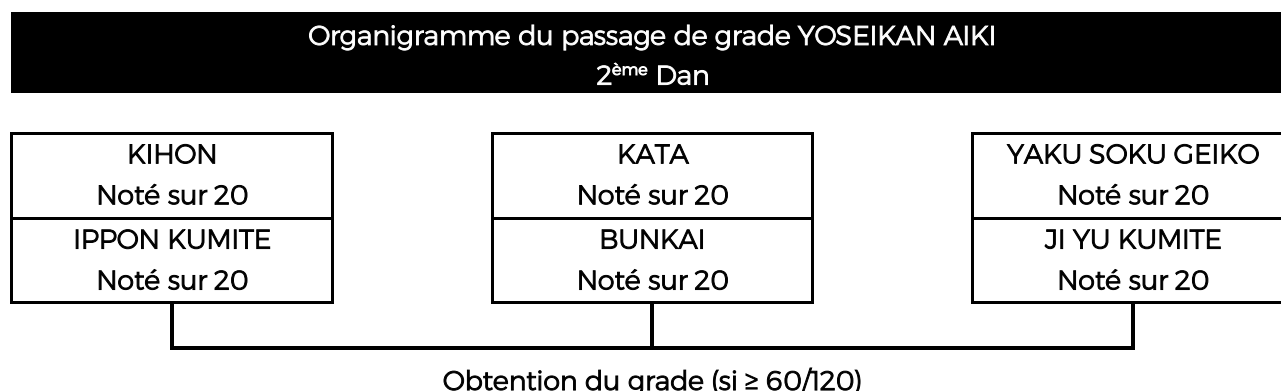 Organigramme du passage de grade YOSEIKAN AIKI
2ème Dan
KIHON
Noté sur 20
IPPON KUMITE
Noté sur 20
KATA
Noté sur 20
BUNKAI
Noté sur 20
YAKU SOKU GEIKO
Noté sur 20
JI YU KUMITE
Noté sur 20
Obtention du grade (si ≥ 60/120)